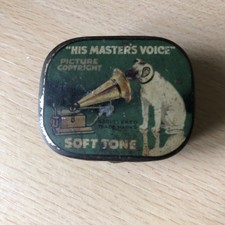 "HIS MASTER'S VOICE"
PICTURE
COPYRIGHT
SOFT TONE